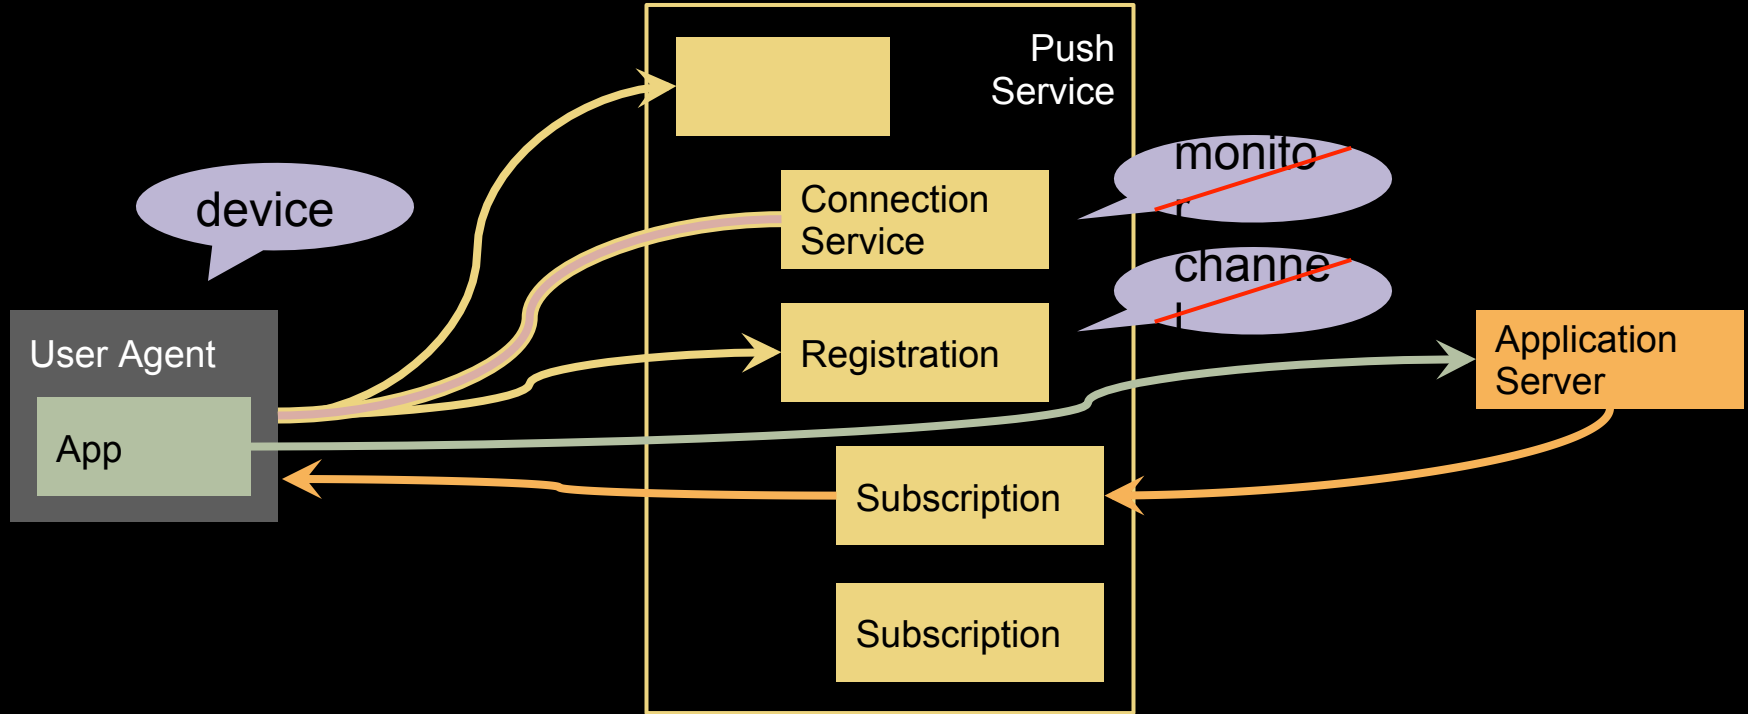 Push
Service
monito
r
device
Connection
Service
channe
l
User Agent
Registration
Application
Server
App
Subscription
Subscription